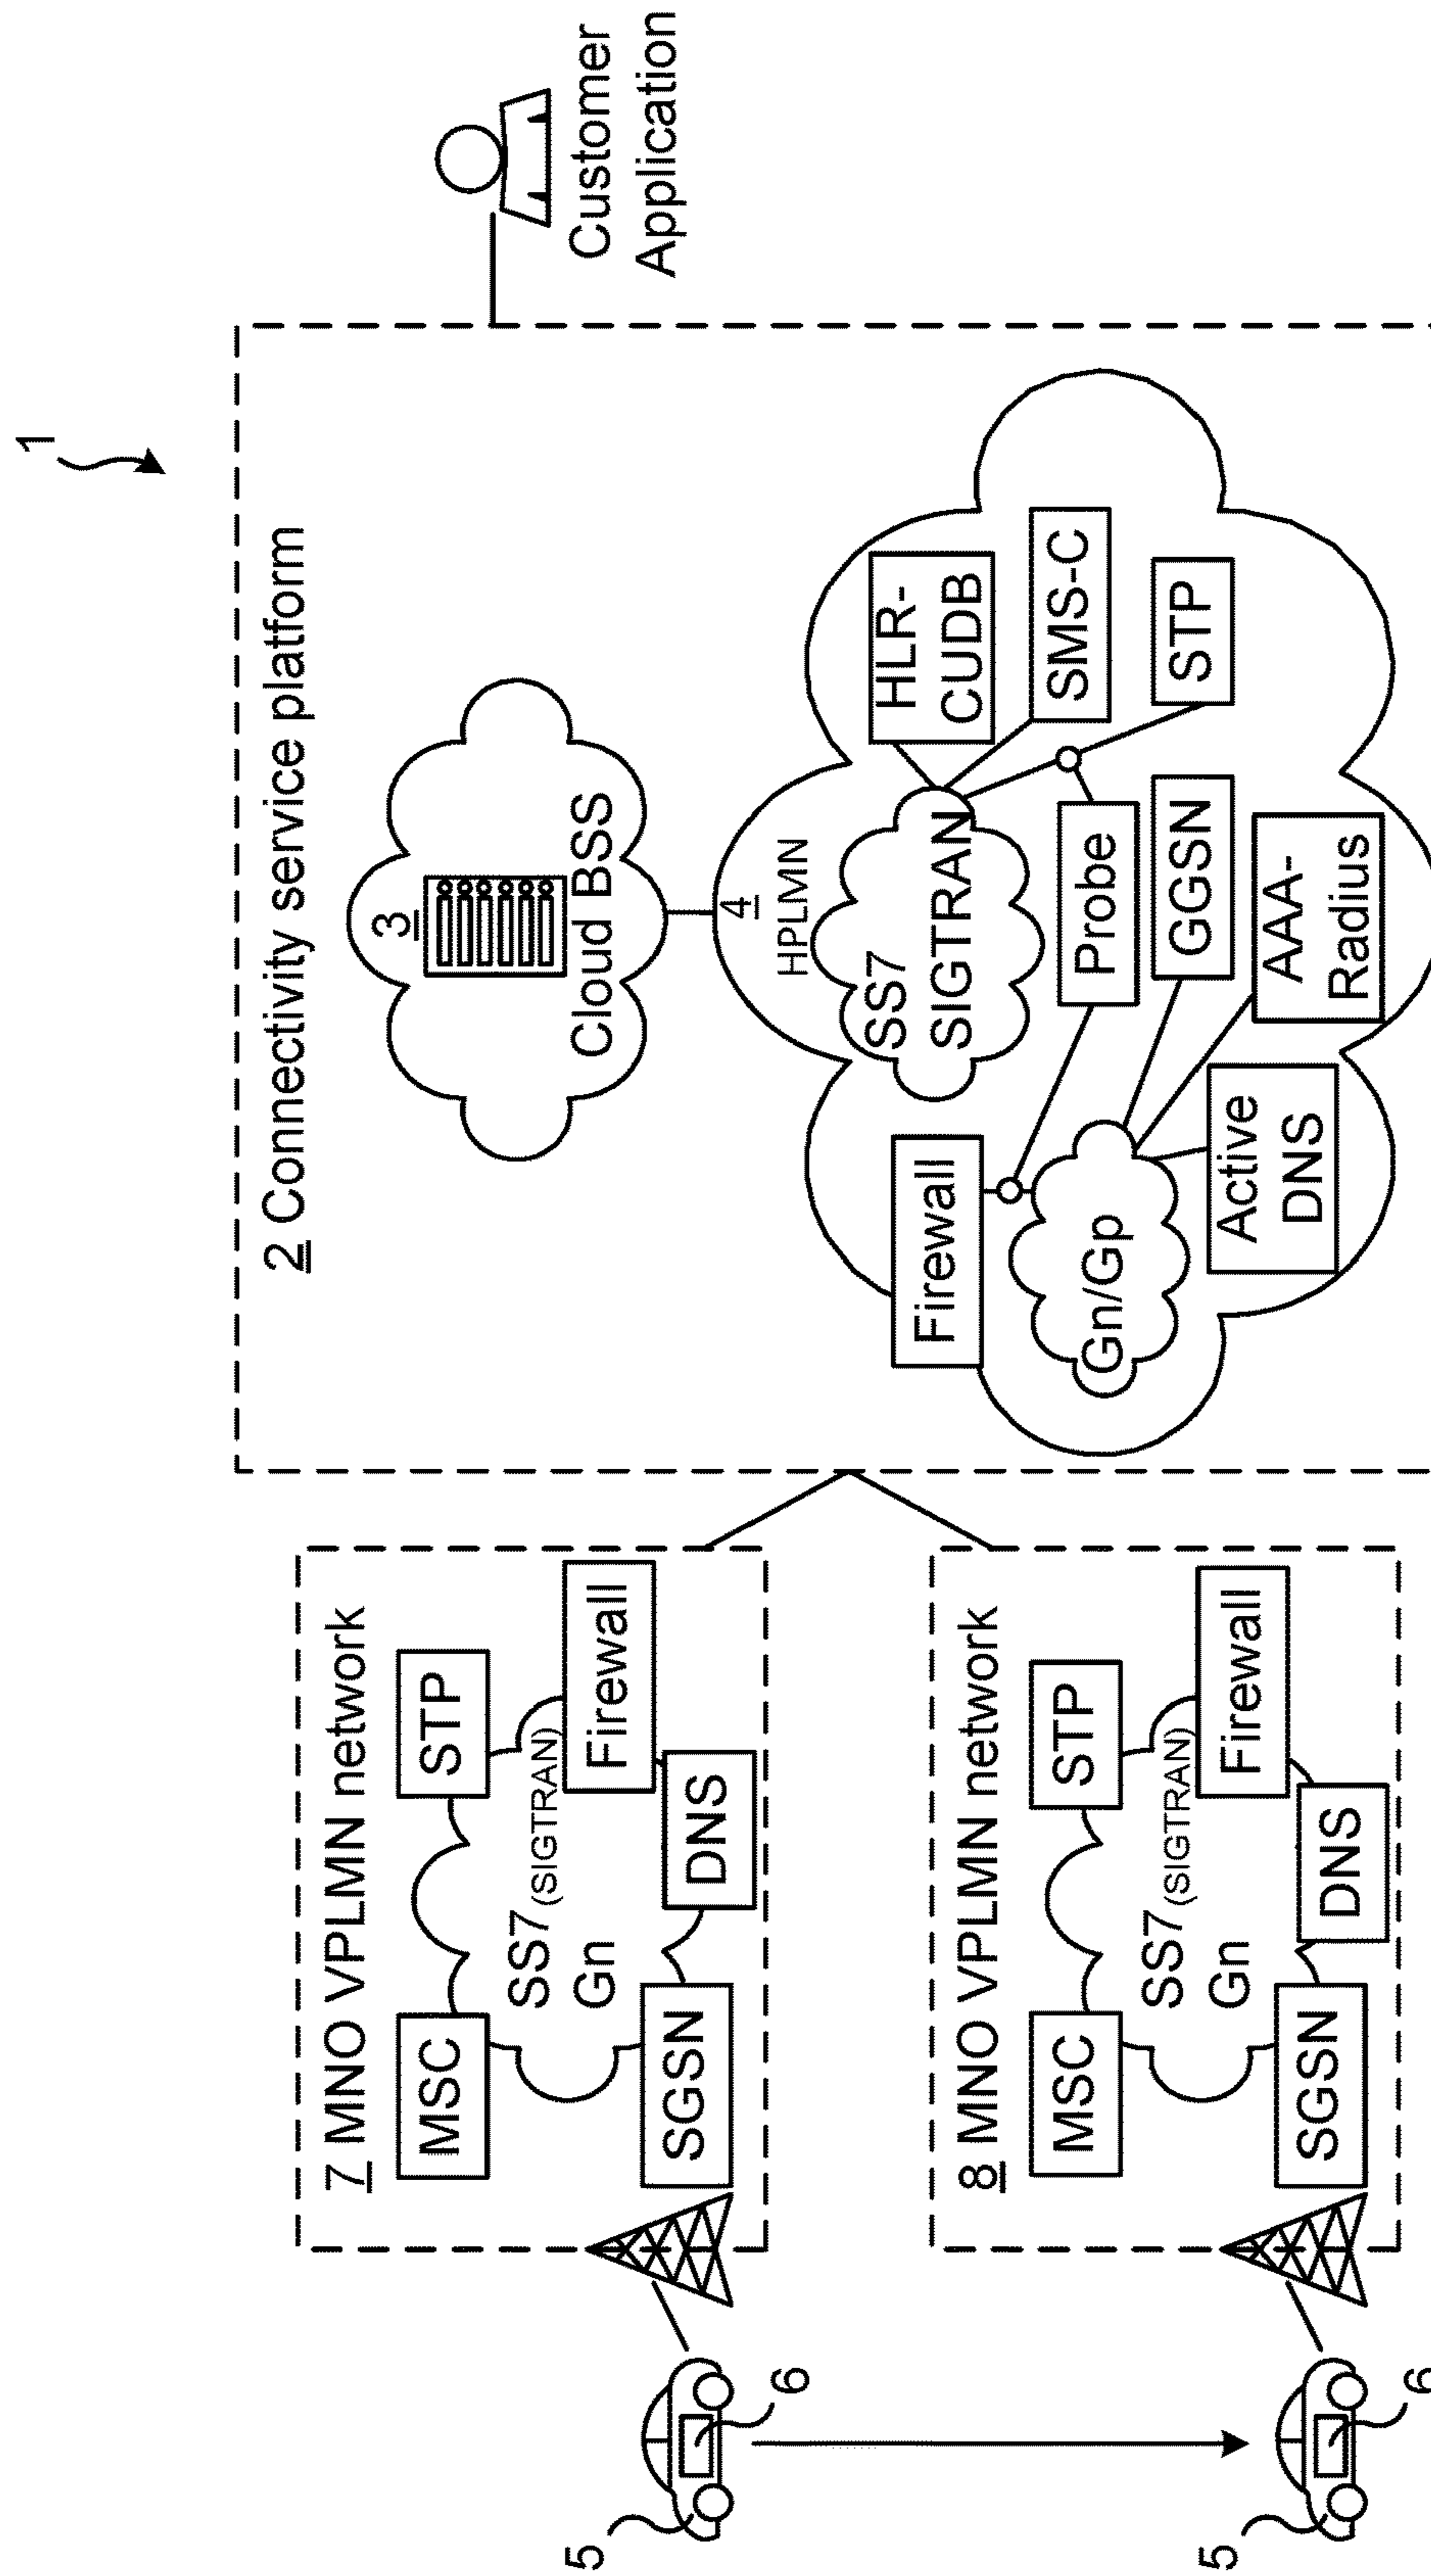 1
2 Connectivity service platform
3
Cloud BSS
4
HPLMN
SS7
SIGTRAN
HLR-
CUDB
SMS-C
STP
Probe
GGSN
AAA-
Radius
Active
DNS
Gn/Gp
Firewall
Customer
Application
7 MNO VPLMN network
MSC
STP
SS7(SIGTRAN)
Gn
Firewall
SGSN
DNS
5
6
8 MNO VPLMN network
MSC
STP
SS7(SIGTRAN)
Gn
Firewall
SGSN
DNS
5
6